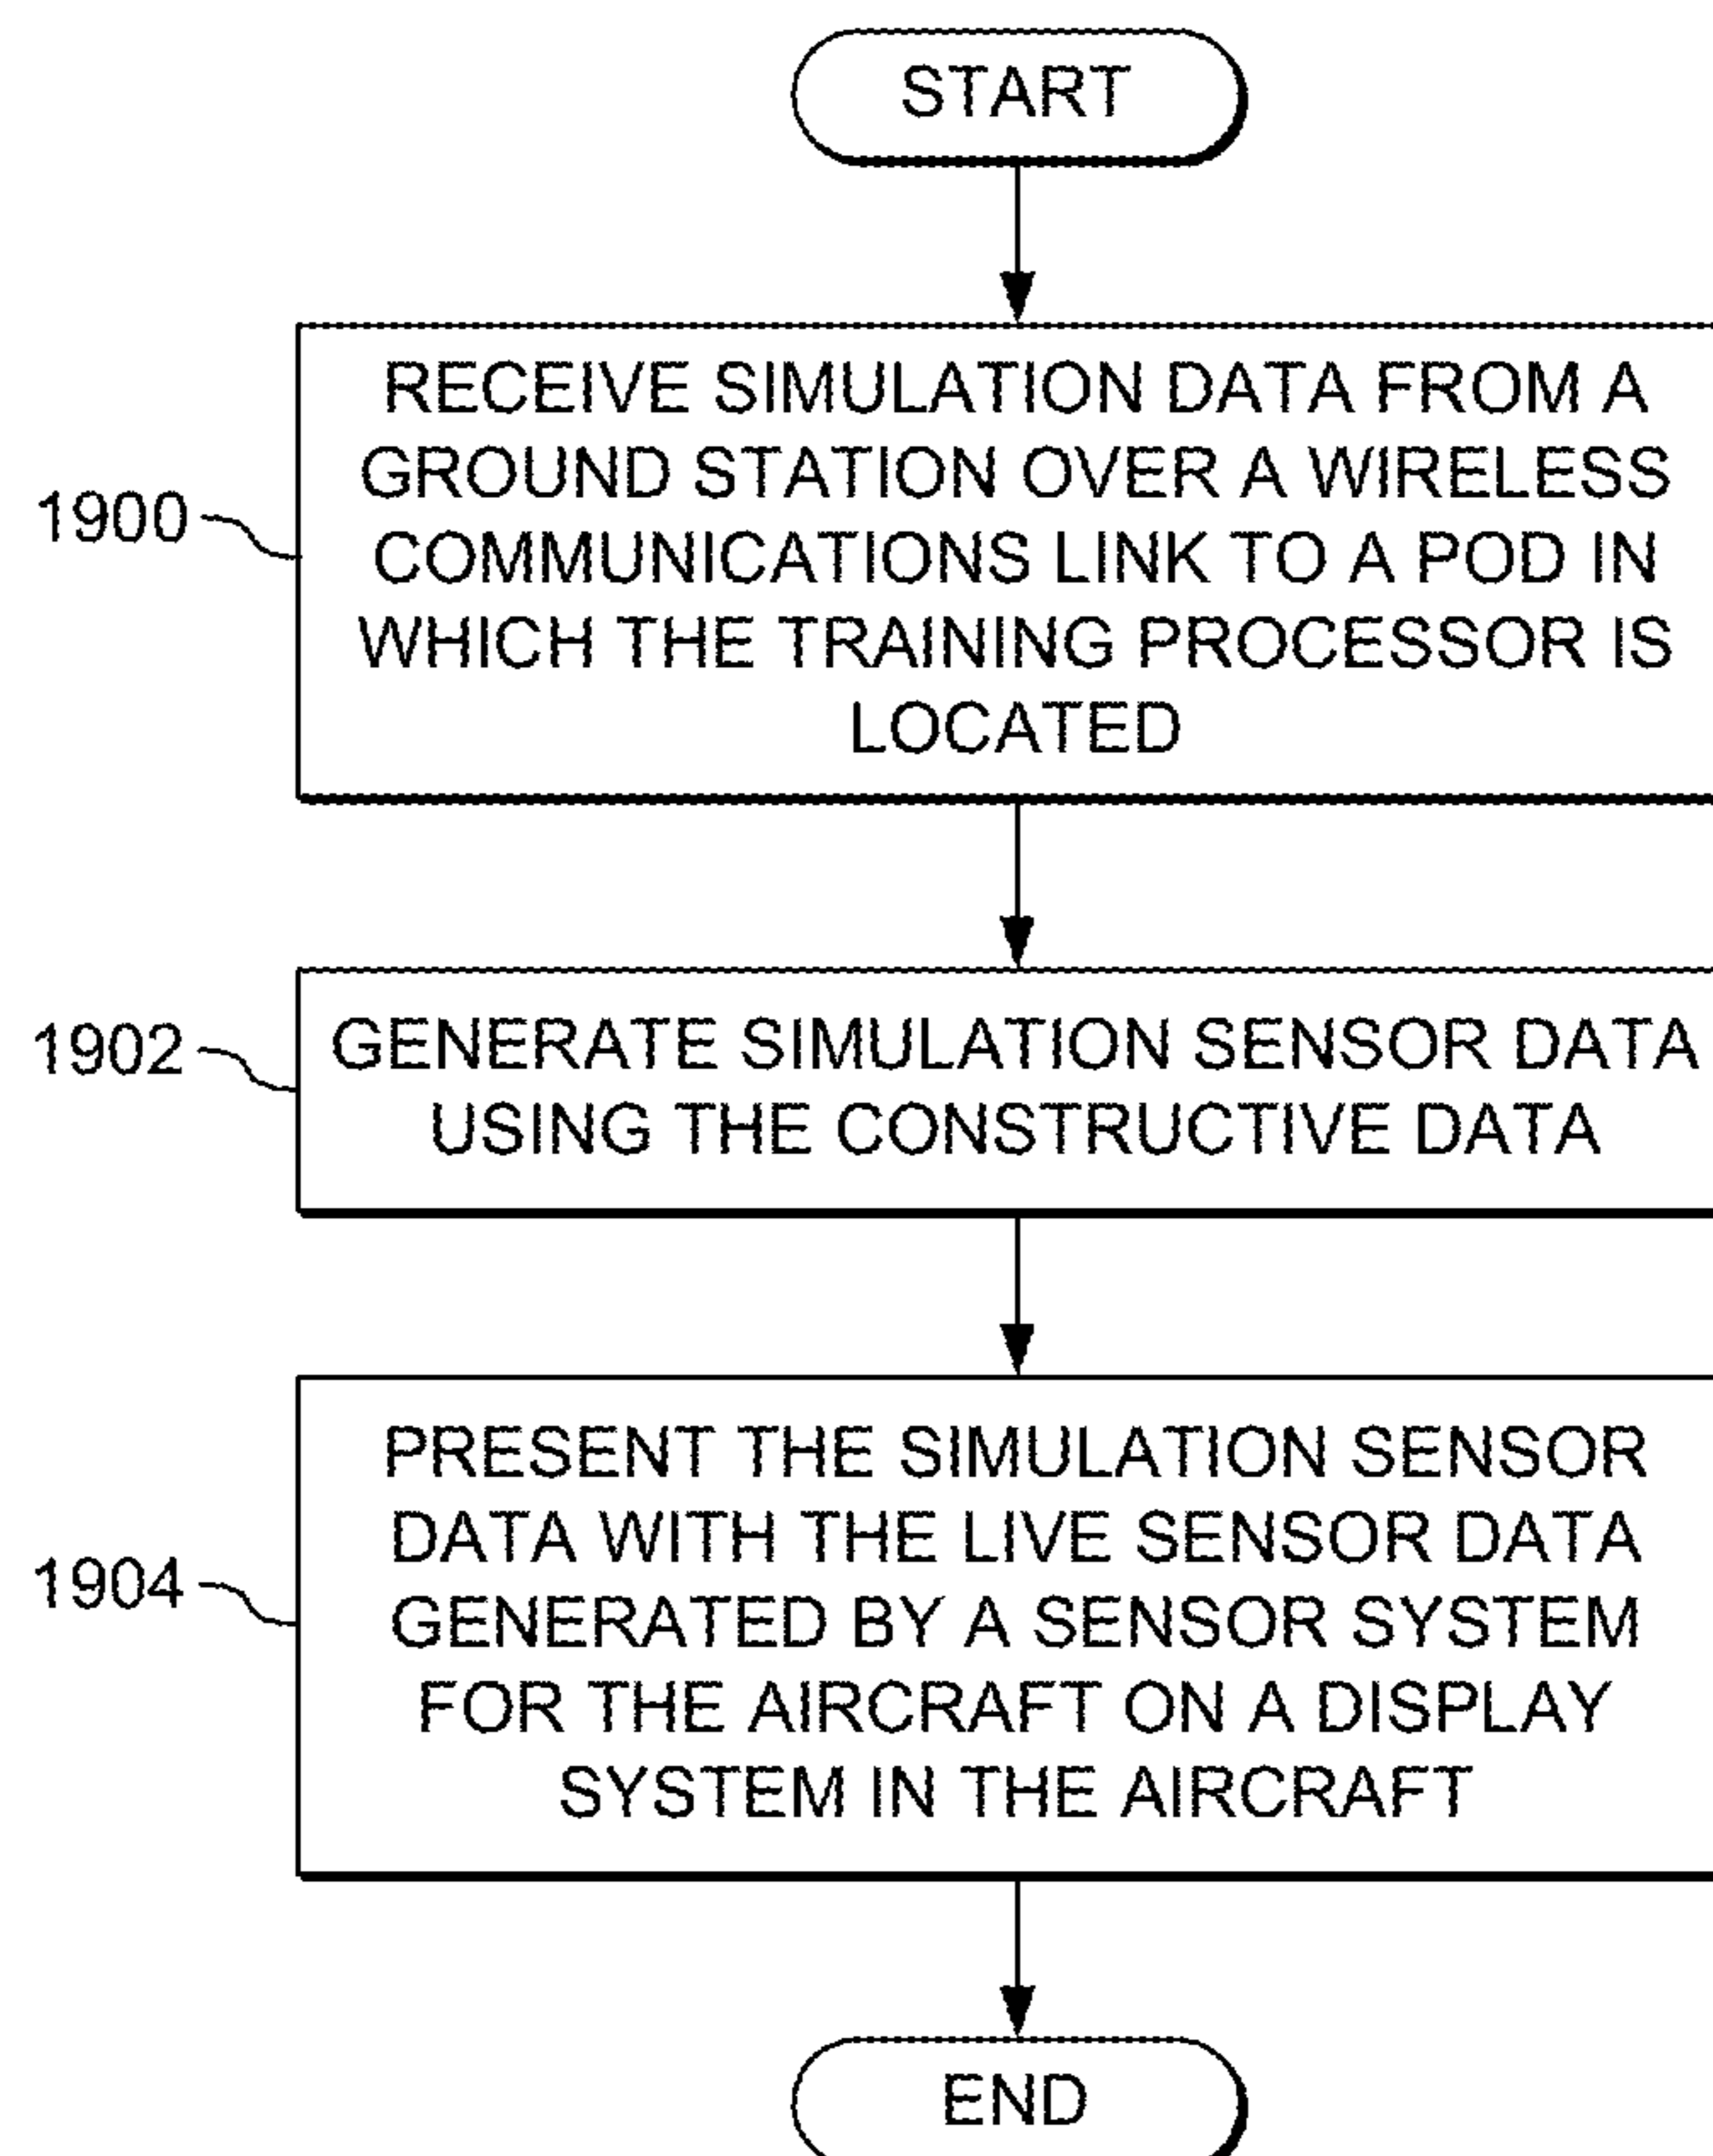 START
RECEIVE SIMULATION DATA FROM A
GROUND STATION OVER A WIRELESS
COMMUNICATIONS LINK TO A POD IN
WHICH THE TRAINING PROCESSOR IS
LOCATED
1900
GENERATE SIMULATION SENSOR DATA
USING THE CONSTRUCTIVE DATA
1902
PRESENT THE SIMULATION SENSOR
DATA WITH THE LIVE SENSOR DATA
GENERATED BY A SENSOR SYSTEM
FOR THE AIRCRAFT ON A DISPLAY
SYSTEM IN THE AIRCRAFT
1904
END